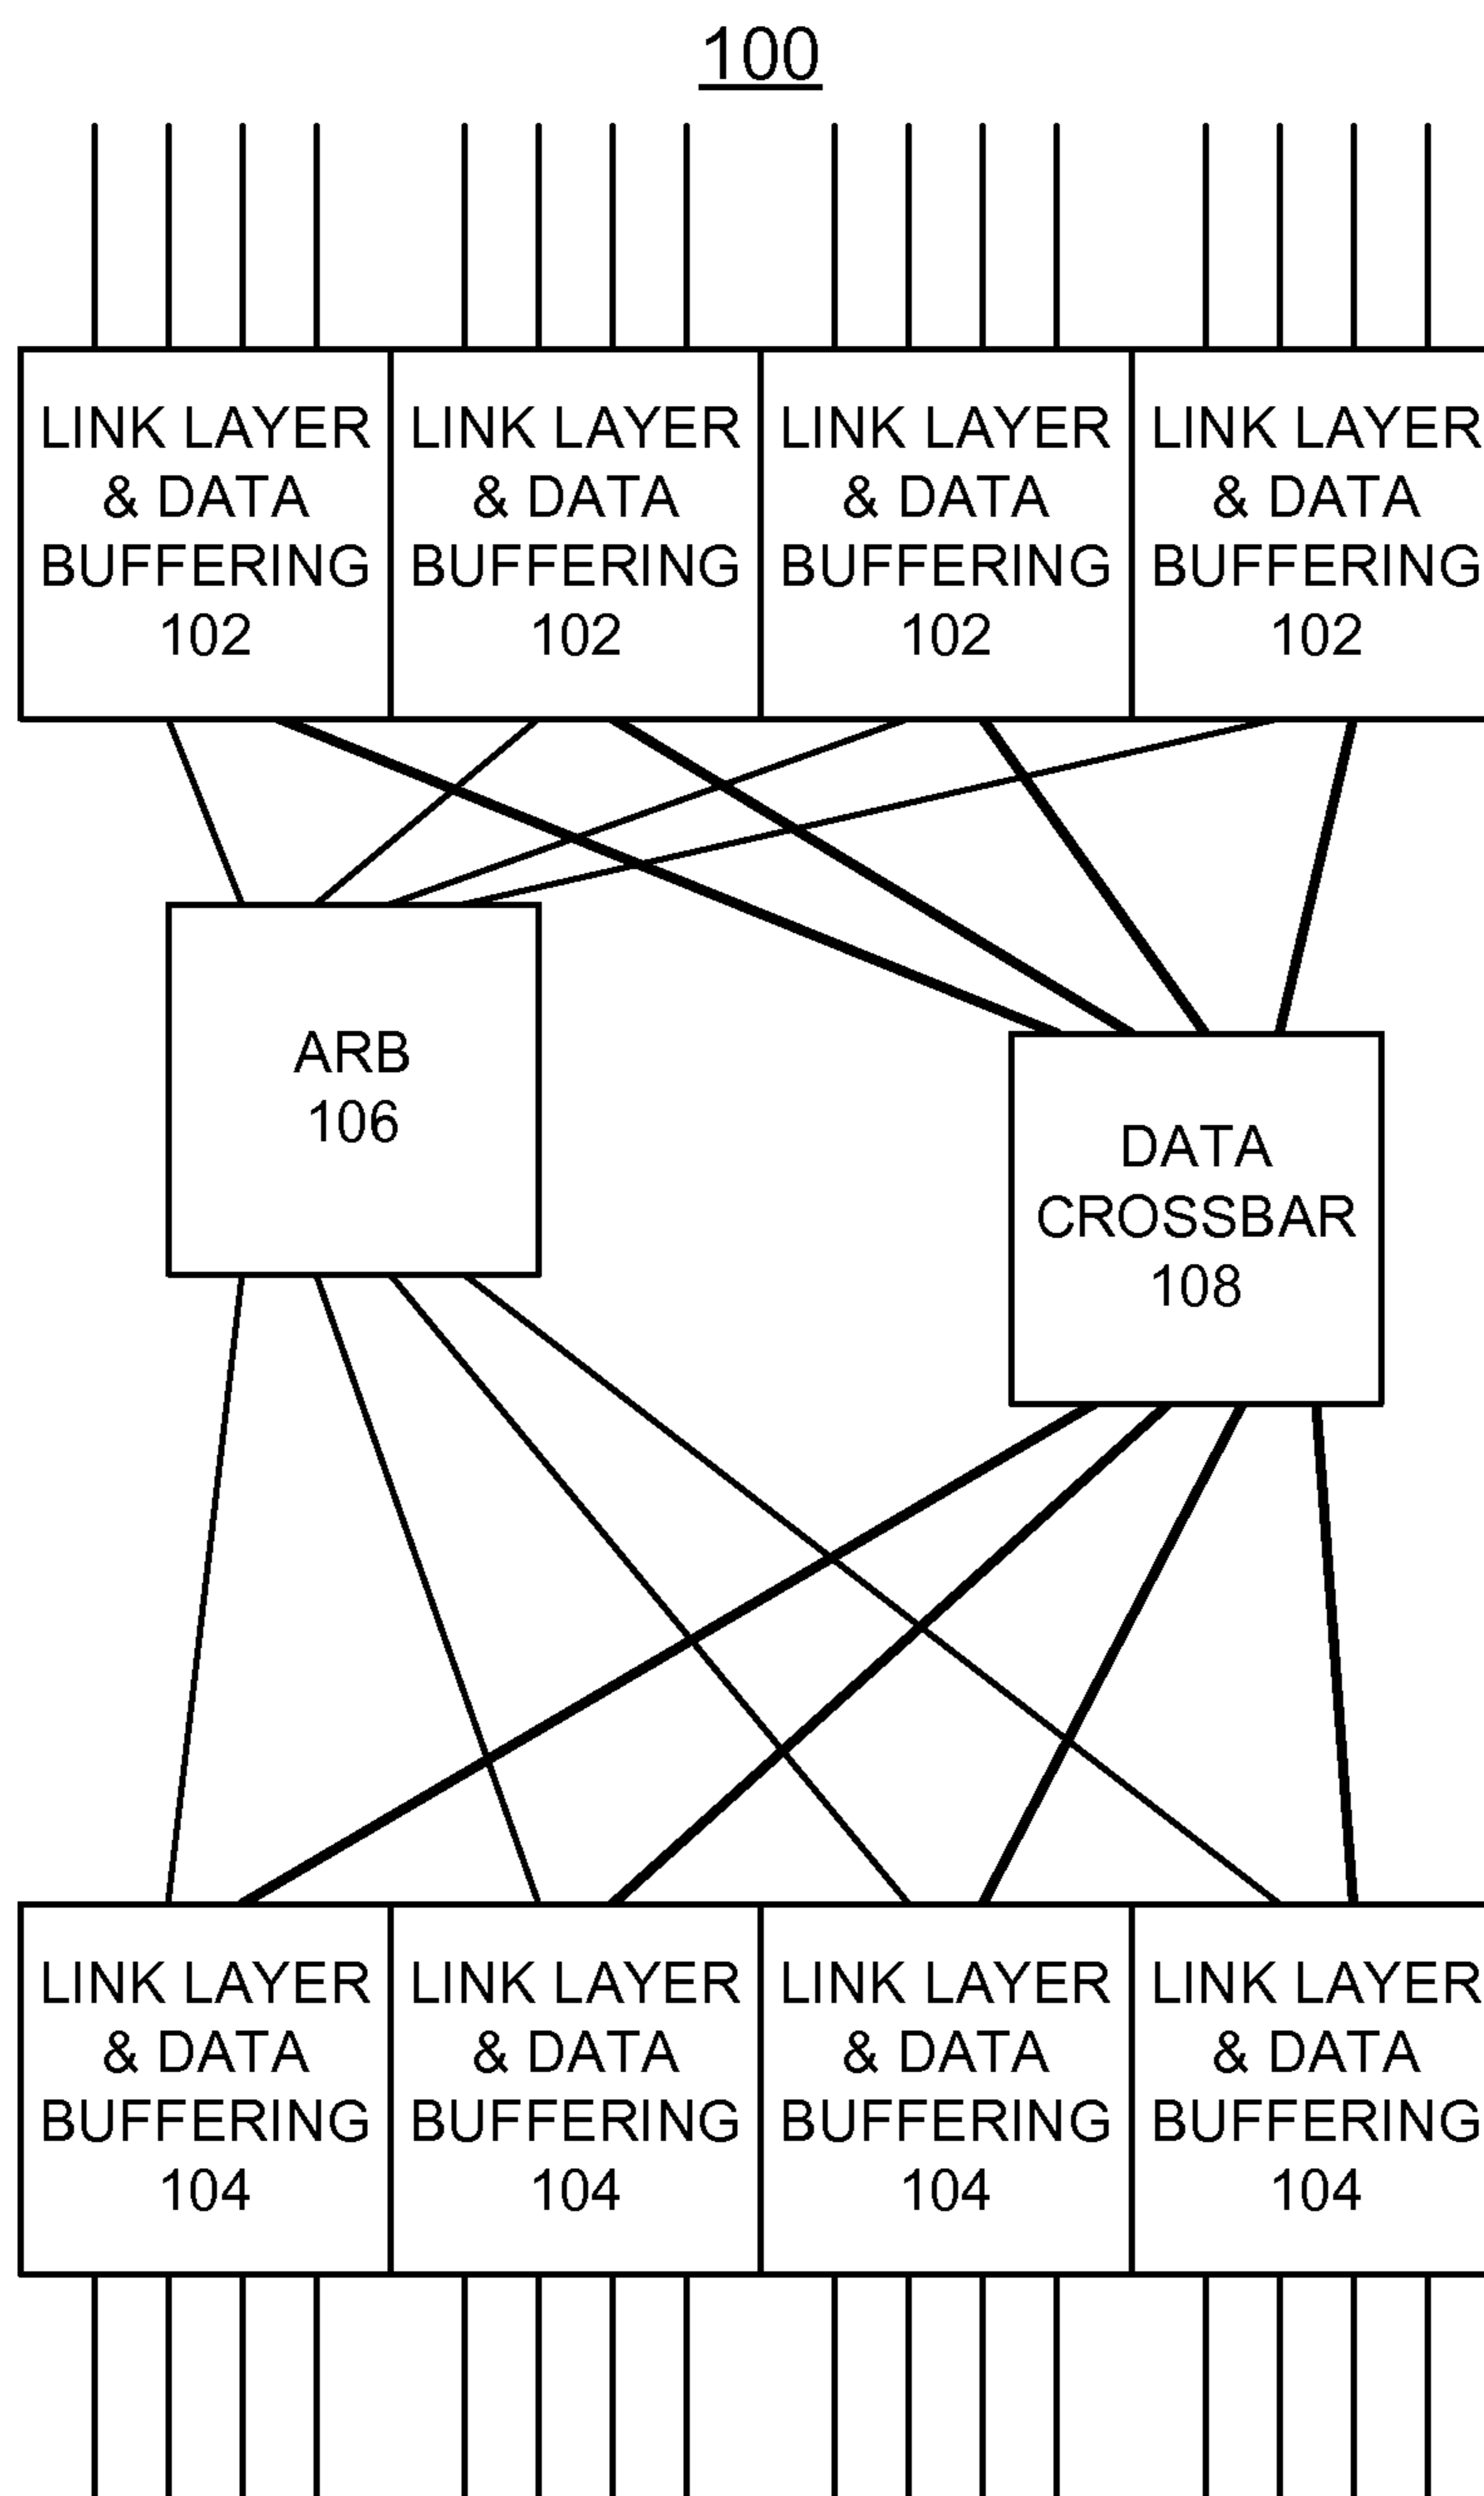 100
LINK LAYER
& DATA
BUFFERING
102
LINK LAYER
& DATA
BUFFERING
102
LINK LAYER
& DATA
BUFFERING
102
LINK LAYER
& DATA
BUFFERING
102
ARB
106
DATA
CROSSBAR
108
LINK LAYER
& DATA
BUFFERING
104
LINK LAYER
& DATA
BUFFERING
104
LINK LAYER
& DATA
BUFFERING
104
LINK LAYER
& DATA
BUFFERING
104